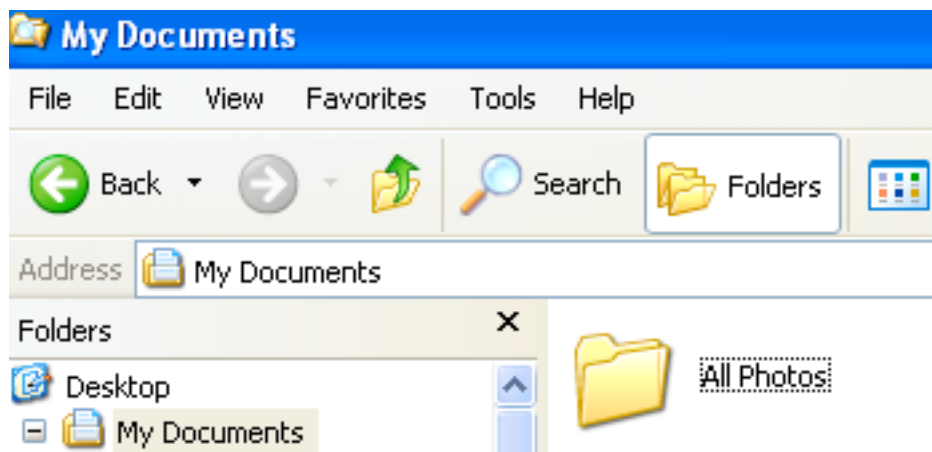 My Documents
File Edit View Favorites Tools Help
Back Search Folders
Address My Documents
Folders
All Photos
Desktop
My Documents